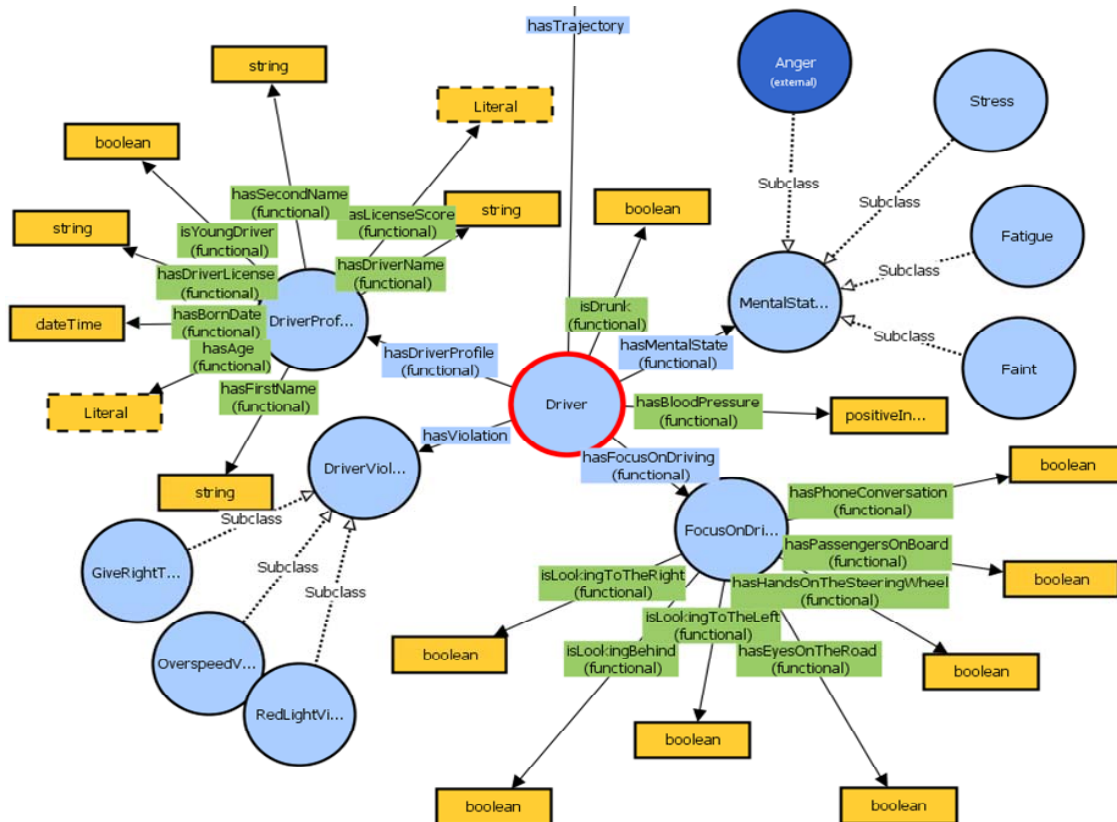 hasTrajectory
Anger
(external)
string
Stress
Literal
boolean
Subclass
Subclass
hasSecondName
(functional)
asLicenseScore
(functional)
string
boolean
string
isYoungDriver
(functional)
Fatigue
hasDriverLicense
(functional)
hasDriverName
(functional)
Subclass
MentalStat...
isDrunk
(functional)
dateTime
hasBornDate
(functional)
DriverProf...
hasAge
(functional)
hasDriverProfile
(functional)
hasMentalState
(functional)
Subclass
Faint
hasFirstName
(functional)
Literal
Driver
hasBloodPressure
(functional)
positiveIn...
hasViolation
hasFocusOnDriving
(functional)
DriverViol...
boolean
string
hasPhoneConversation
(functional)
Subclass
FocusOnDri...
hasPassengersOnBoard
(functional)
GiveRightT...
Subclass
isLookingToTheRight
(functional)
hasHandsOnTheSteeringWheel
(functional)
boolean
Subclass
isLookingToTheLeft
(functional)
isLookingBehind
(functional)
hasEyesOnTheRoad
(functional)
boolean
OverspeedV...
boolean
RedLightVi...
boolean
boolean
boolean